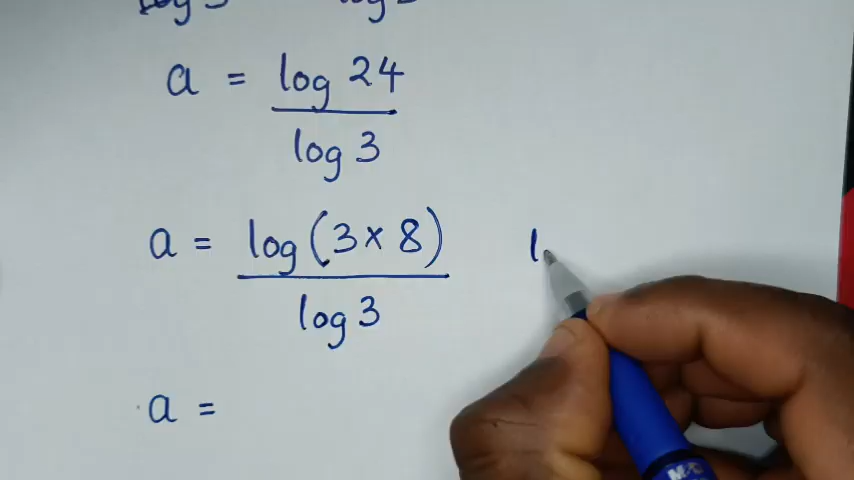 a = log 24
log 3
a = log (3 × 8)
log 3
a =